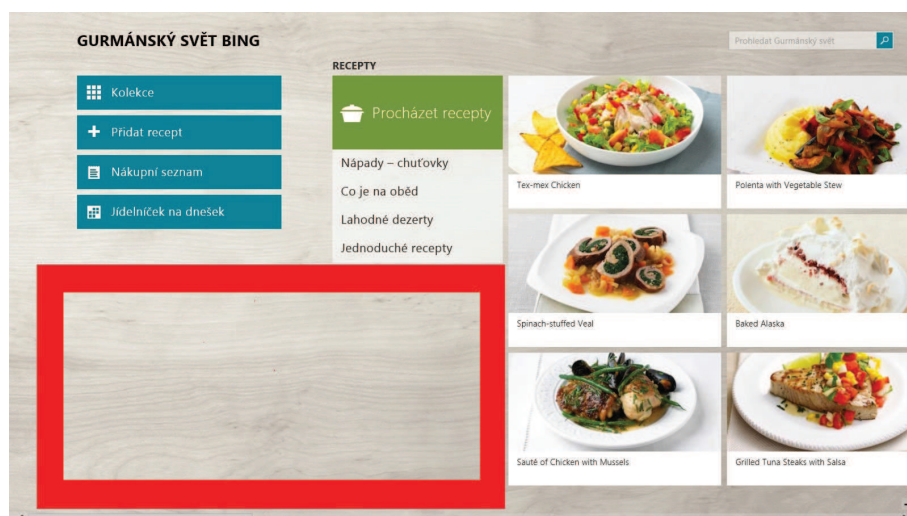 GURMÁNSKÝ SVĚT BING
Prohledat Gurmánský svět
Kolekce
Přidat recept
Nákupní seznam
Jídelníček na dnešek
RECEPTY
Procházet recepty
Nápady – chuťovky
Co je na oběd
Lahodné dezerty
Jednoduché recepty
Tex-mex Chicken
Polenta with Vegetable Stew
Spinach-stuffed Veal
Baked Alaska
Sauté of Chicken with Mussels
Grilled Tuna Steaks with Salsa